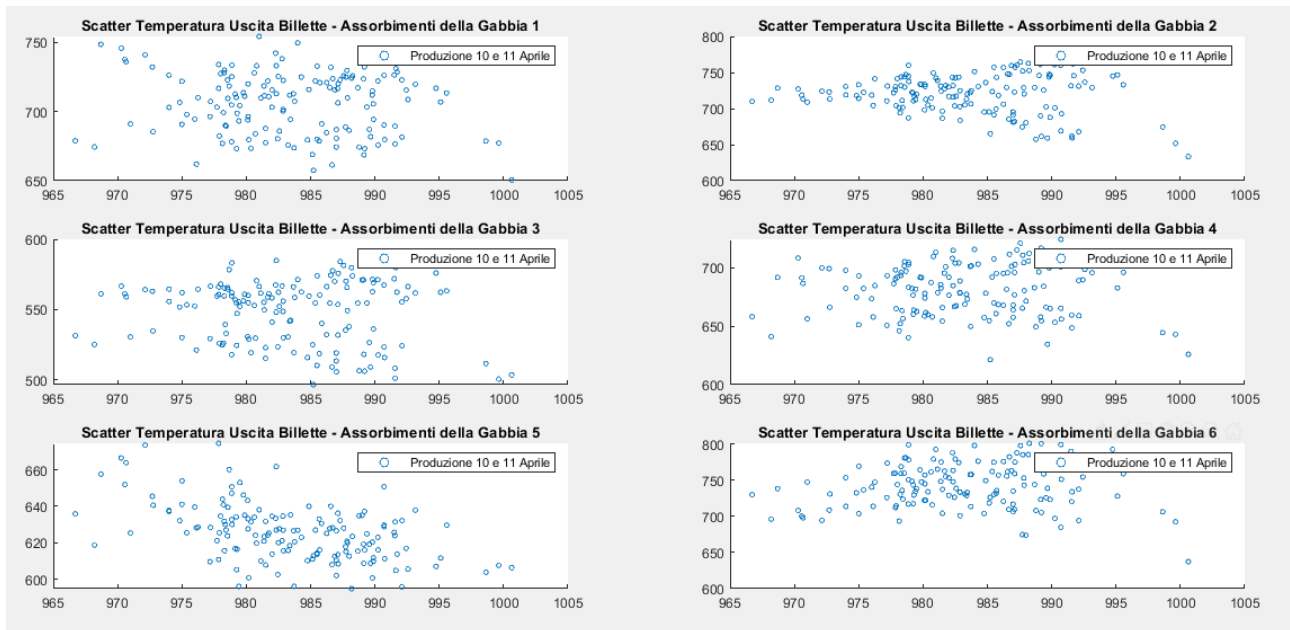 Scatter Temperatura Uscita Billette - Assorbimenti della Gabbia 1
Produzione 10 e 11 Aprile
750
700
650
965 970 975 980 985 990 995 1000 1005
Scatter Temperatura Uscita Billette - Assorbimenti della Gabbia 2
Produzione 10 e 11 Aprile
800
750
700
650
600
965 970 975 980 985 990 995 1000 1005
Scatter Temperatura Uscita Billette - Assorbimenti della Gabbia 3
Produzione 10 e 11 Aprile
600
550
500
965 970 975 980 985 990 995 1000 1005
Scatter Temperatura Uscita Billette - Assorbimenti della Gabbia 4
Produzione 10 e 11 Aprile
700
650
600
965 970 975 980 985 990 995 1000 1005
Scatter Temperatura Uscita Billette - Assorbimenti della Gabbia 5
Produzione 10 e 11 Aprile
660
640
620
600
965 970 975 980 985 990 995 1000 1005
Scatter Temperatura Uscita Billette - Assorbimenti della Gabbia 6
Produzione 10 e 11 Aprile
800
750
700
650
600
965 970 975 980 985 990 995 1000 1005